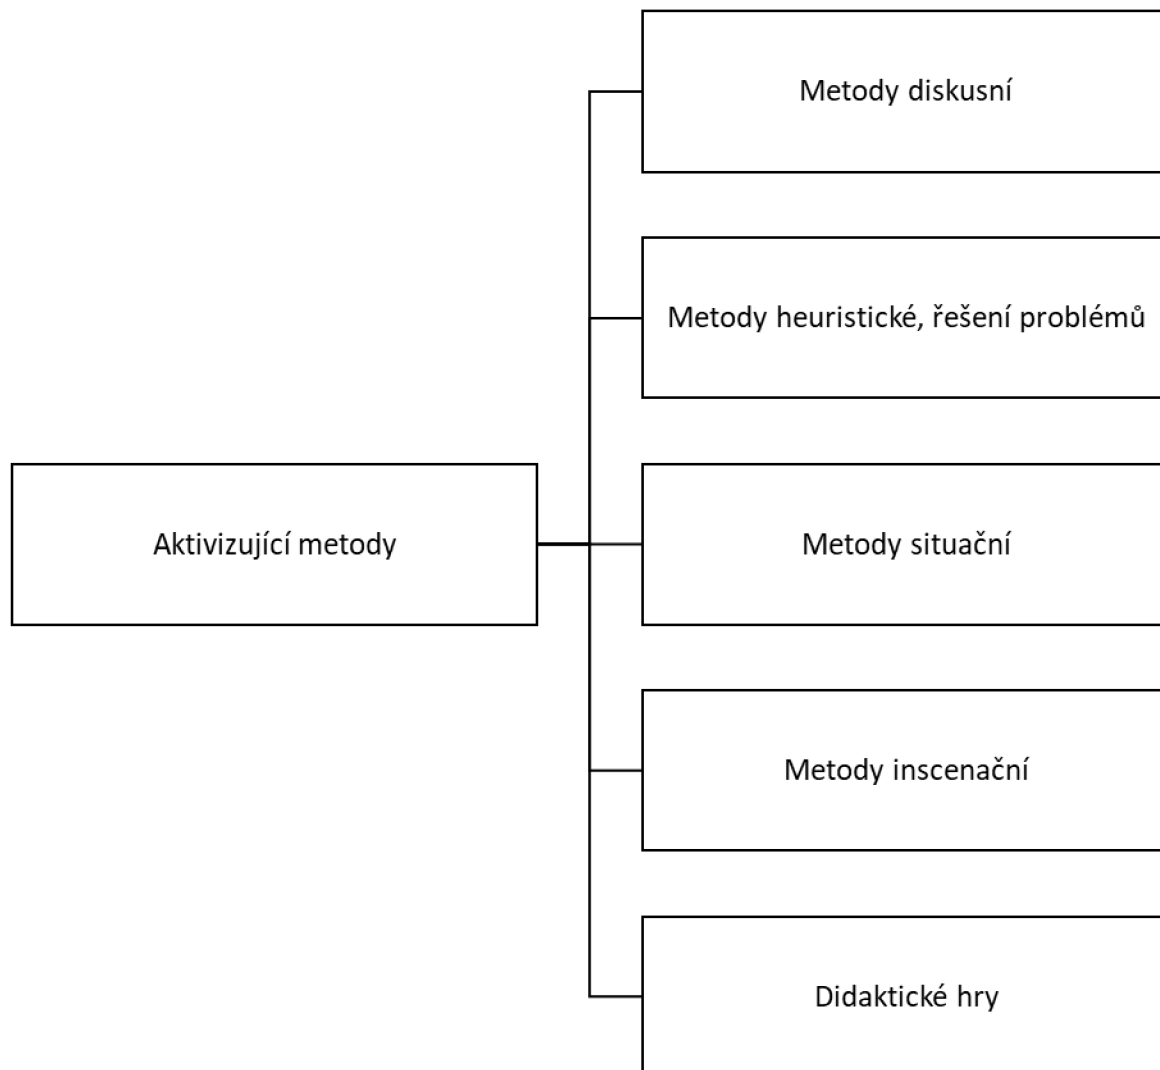 Metody diskusní
Metody heuristické, řešení problémů
Aktivizující metody
Metody situační
Metody inscenační
Didaktické hry